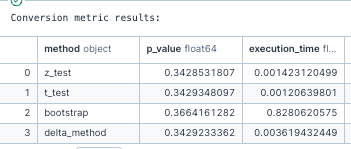 Conversion metric results:
method object p_value float64 execution_time fl...
0 z_test 0.3428531807 0.001423120499
1 t_test 0.3429348097 0.00120639801
2 bootstrap 0.3664161282 0.8280620575
3 delta_method 0.3429233362 0.003619432449